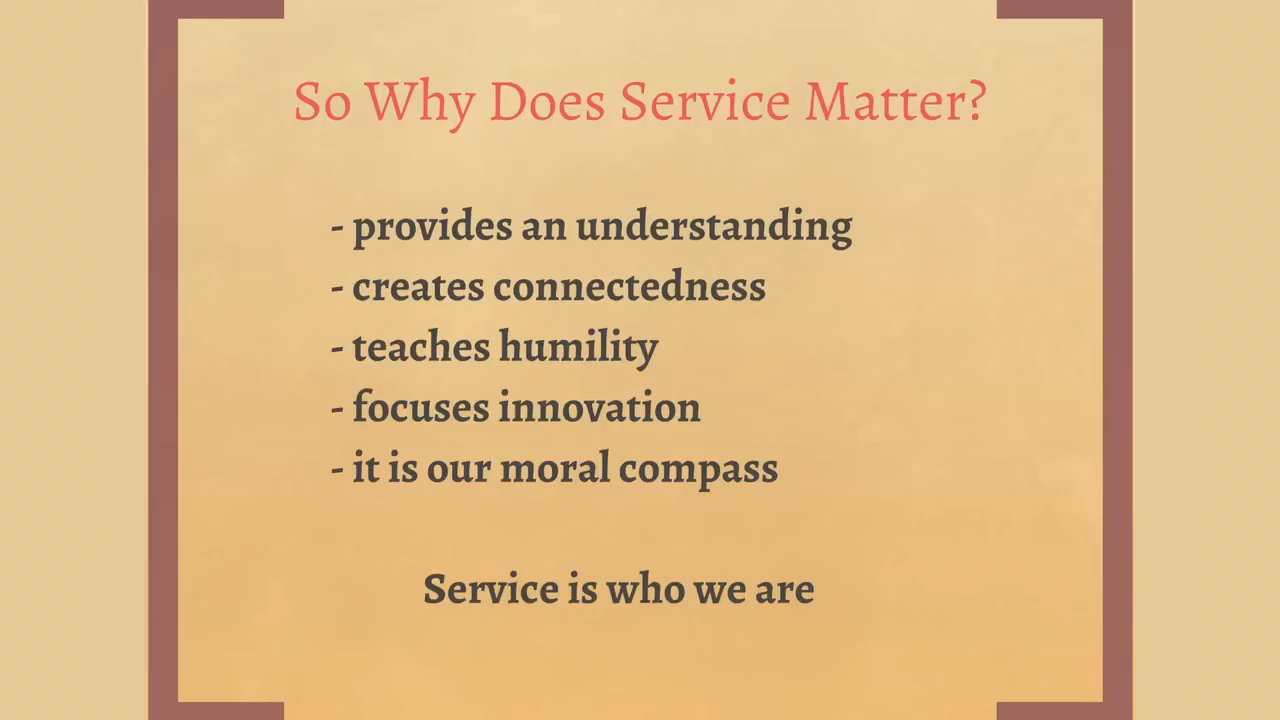 So Why Does Service Matter?
- provides an understanding
- creates connectedness
- teaches humility
- focuses innovation
- it is our moral compass
Service is who we are